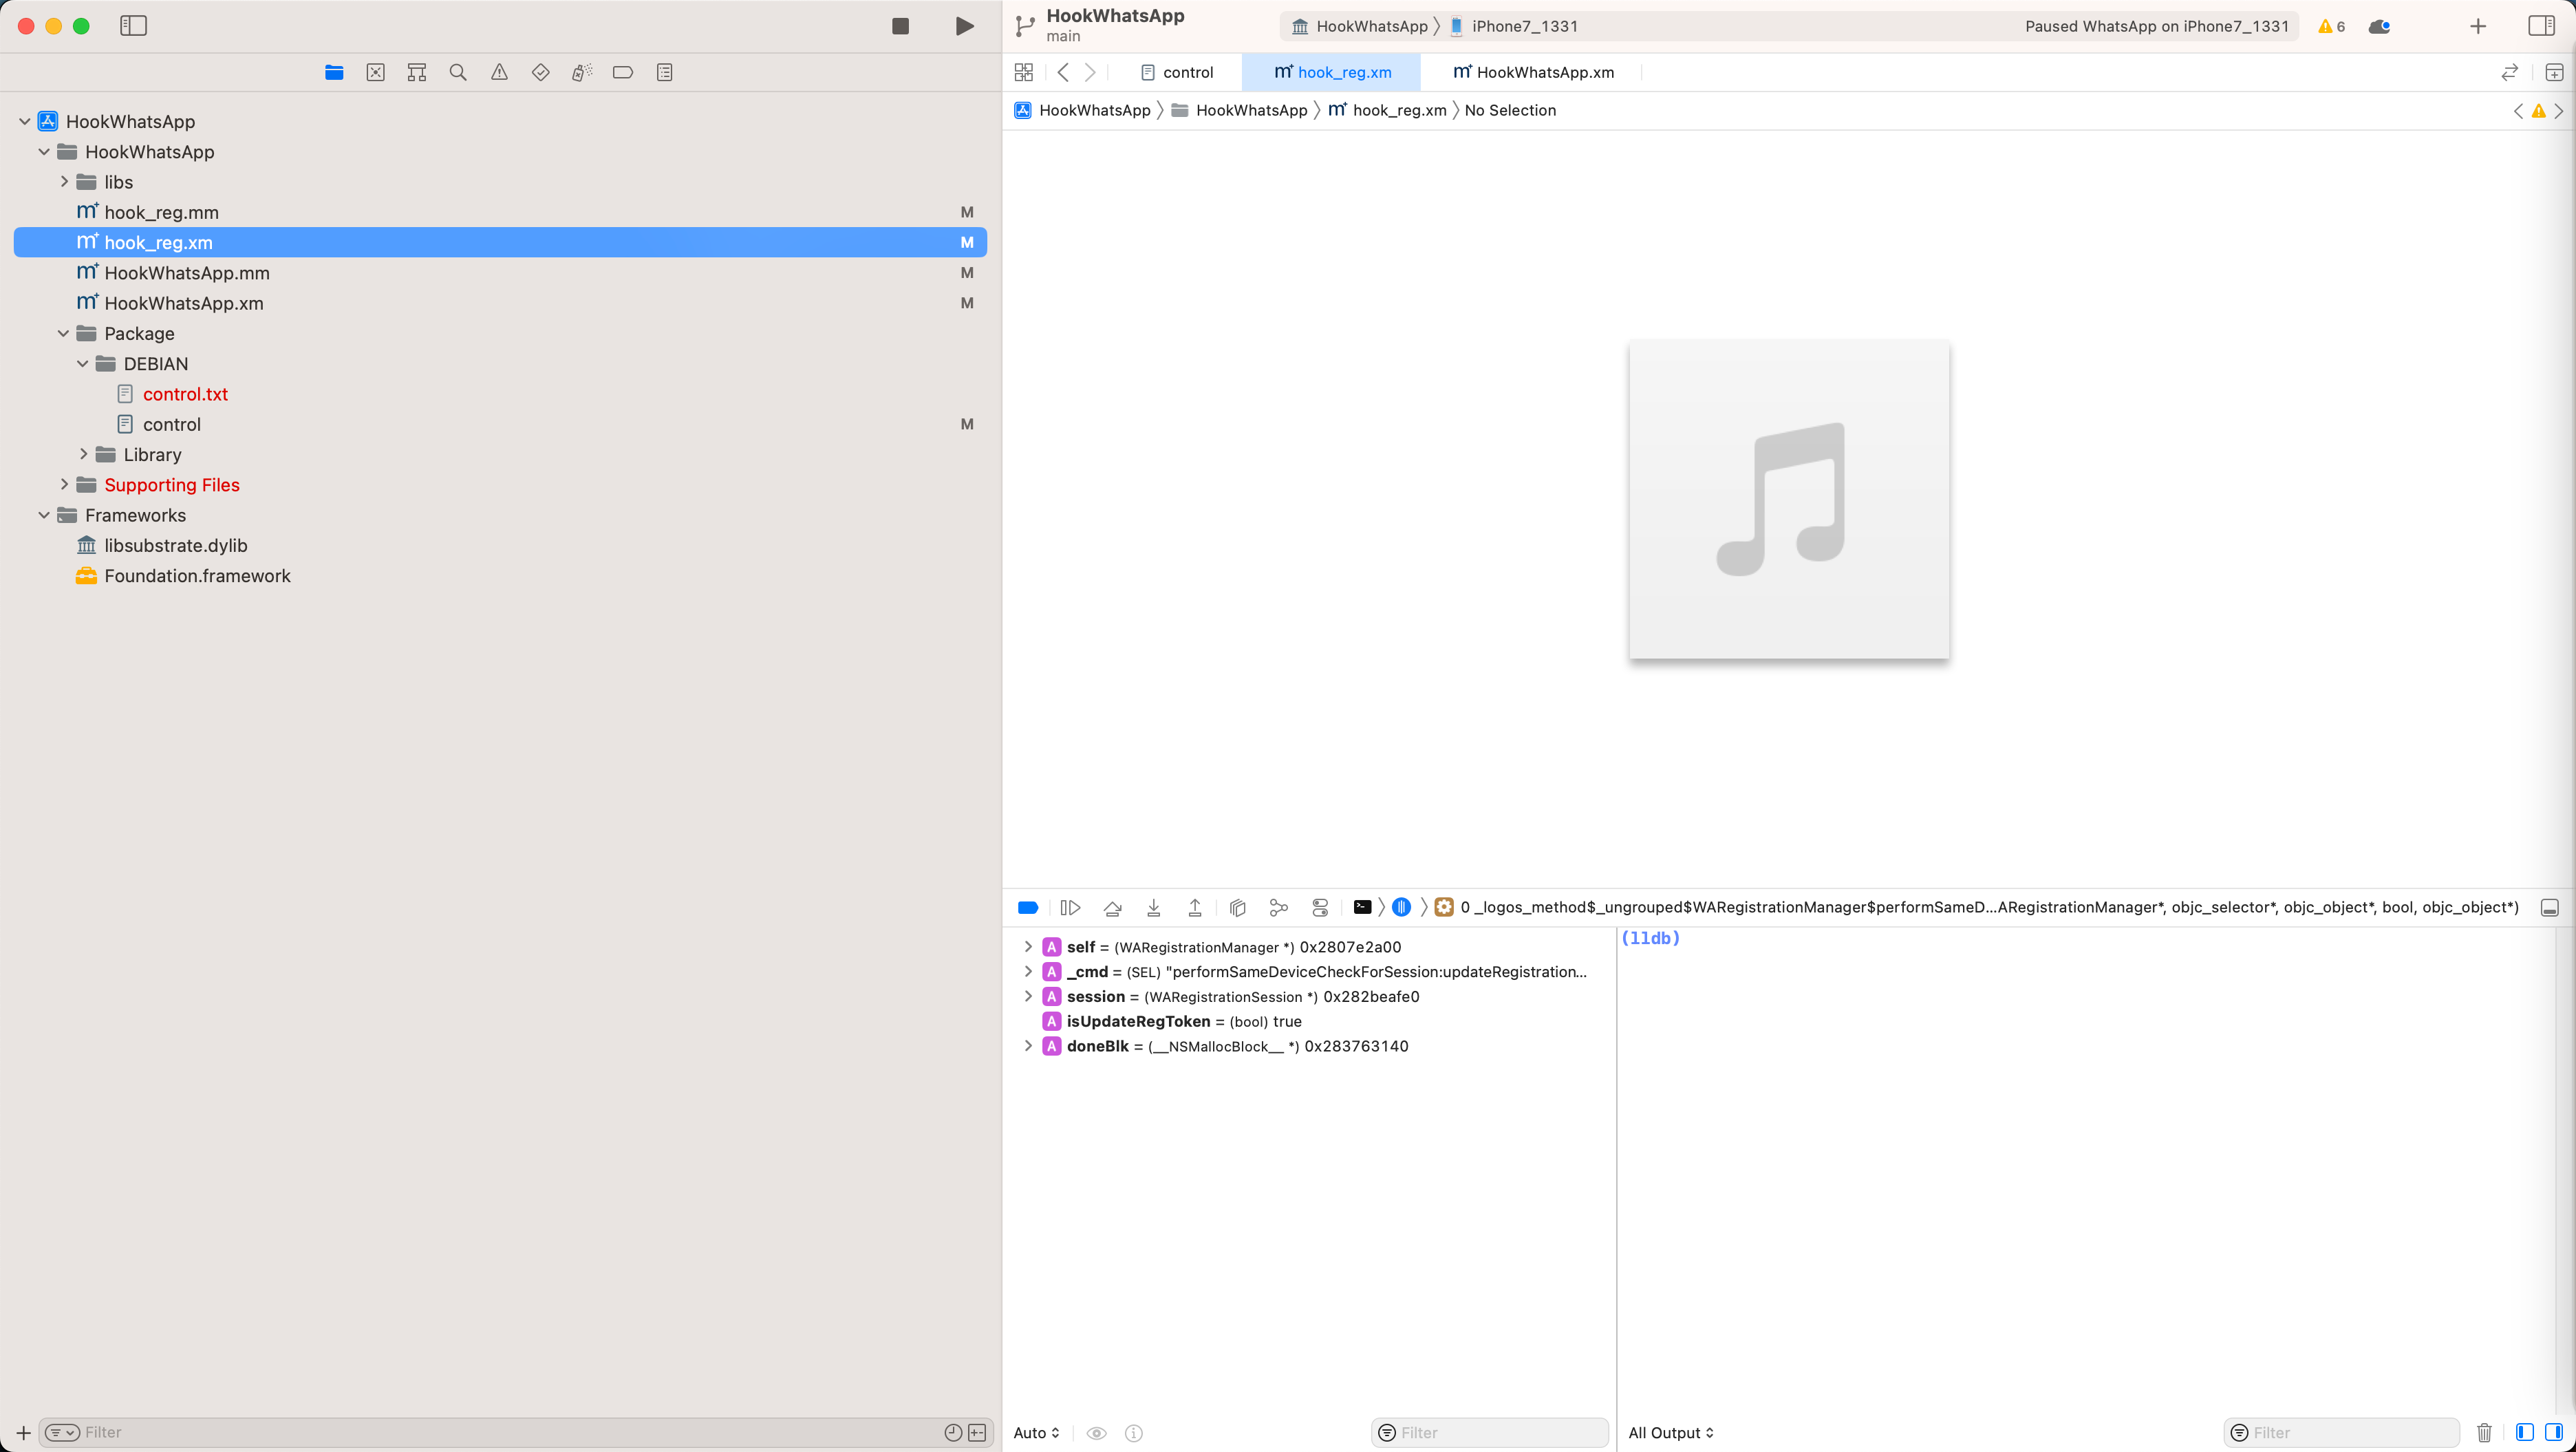 HookWhatsApp
main
HookWhatsApp
iPhone7_1331
Paused WhatsApp on iPhone7_1331
6
control
hook_reg.xm
HookWhatsApp.xm
HookWhatsApp
HookWhatsApp
hook_reg.xm
No Selection
HookWhatsApp
HookWhatsApp
libs
hook_reg.mm M
hook_reg.xm M
HookWhatsApp.mm M
HookWhatsApp.xm M
Package
DEBIAN
control.txt
control M
Library
Supporting Files
Frameworks
libsubstrate.dylib
Foundation.framework
0 _logos_method$_ungrouped$WARegistrationManager$performSameD...ARegistrationManager*, objc_selector*, objc_object*, bool, objc_object*)
A self = (WARegistrationManager *) 0x2807e2a00
A _cmd = (SEL) "performSameDeviceCheckForSession:updateRegistration...
A session = (WARegistrationSession *) 0x282beafe0
A isUpdateRegToken = (bool) true
A doneBlk = (__NSMallocBlock__ *) 0x283763140
(lldb)
Filter
Auto
Filter
All Output
Filter